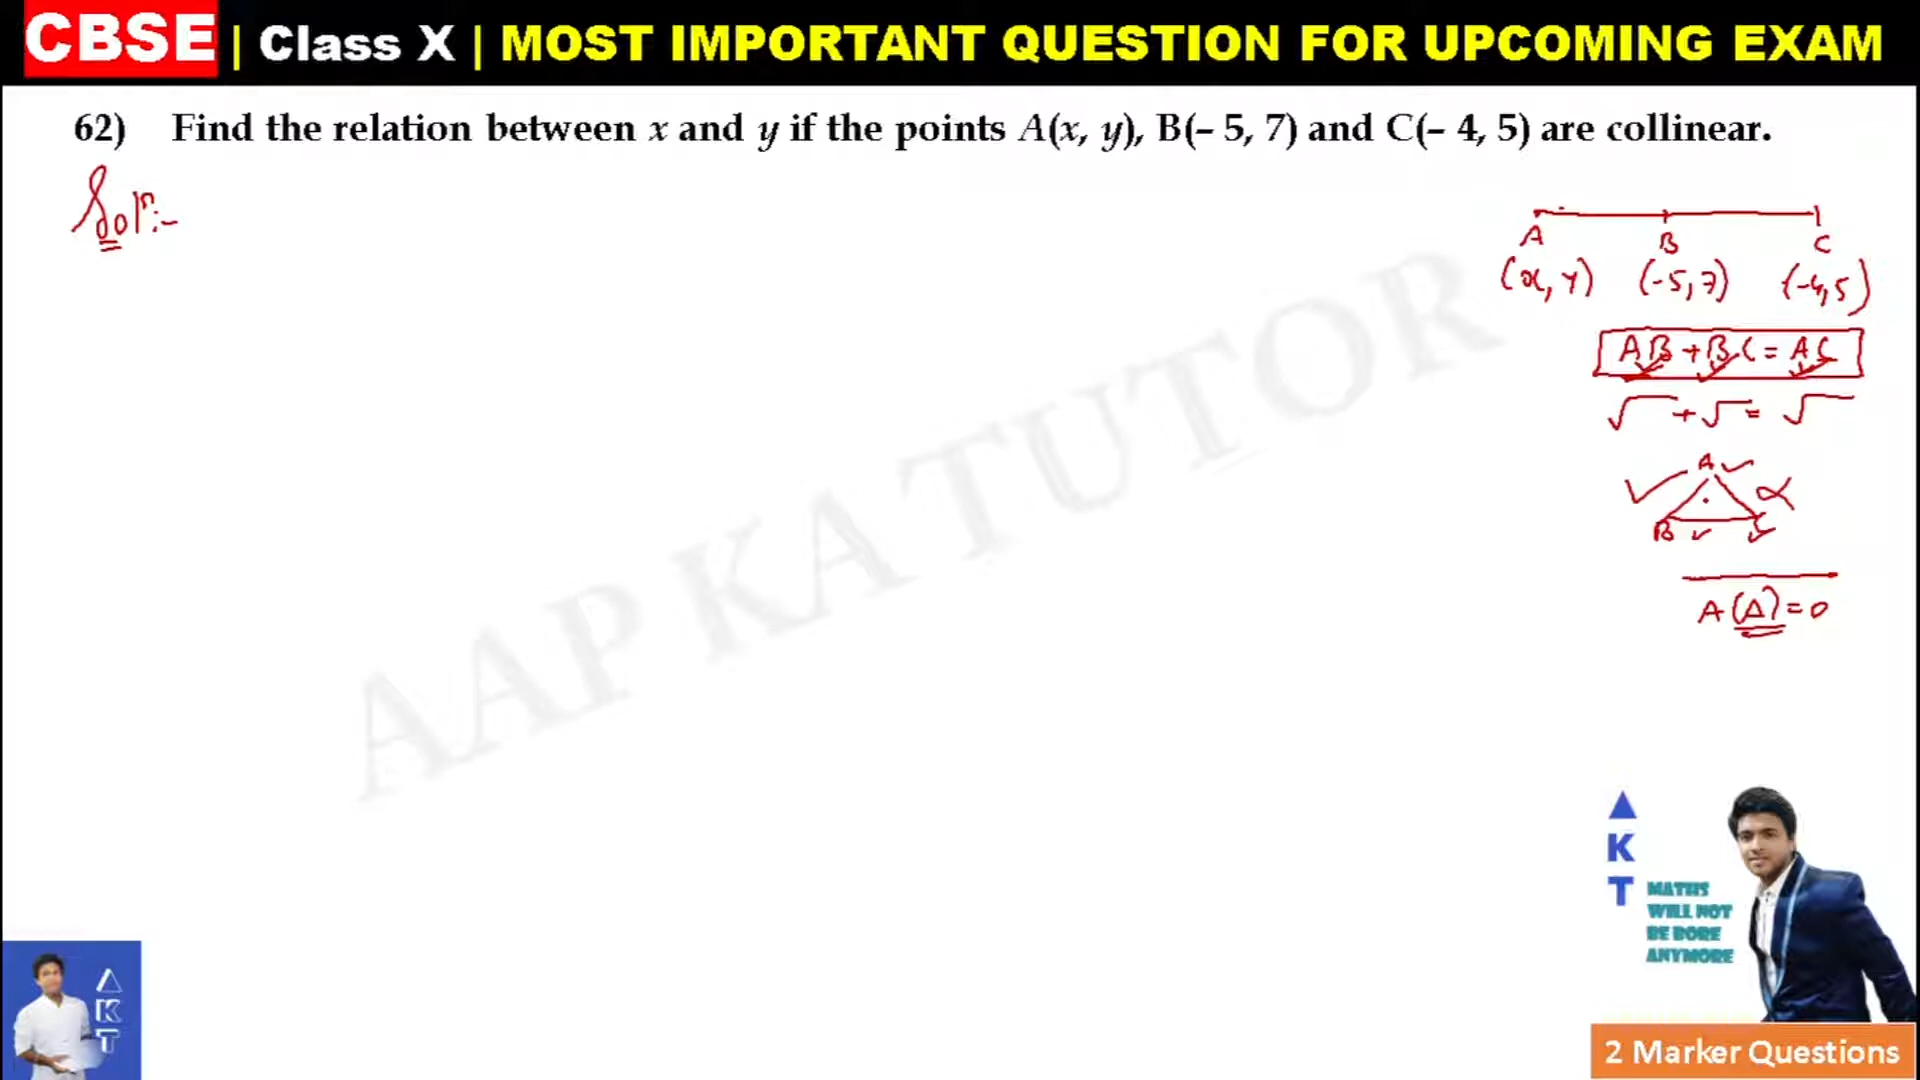 CBSE | Class X | MOST IMPORTANT QUESTION FOR UPCOMING EXAM
62) Find the relation between x and y if the points A(x, y), B(– 5, 7) and C(– 4, 5) are collinear.
Solⁿ:-
A B C
(x, y) (-5, 7) (-4, 5)
AB + BC = AC
√ + √ = √
A
B C
A(Δ) = 0
AAP KA TUTOR
AKT
MATHS
WILL NOT
BE BORE
ANYMORE
ΔKT
2 Marker Questions